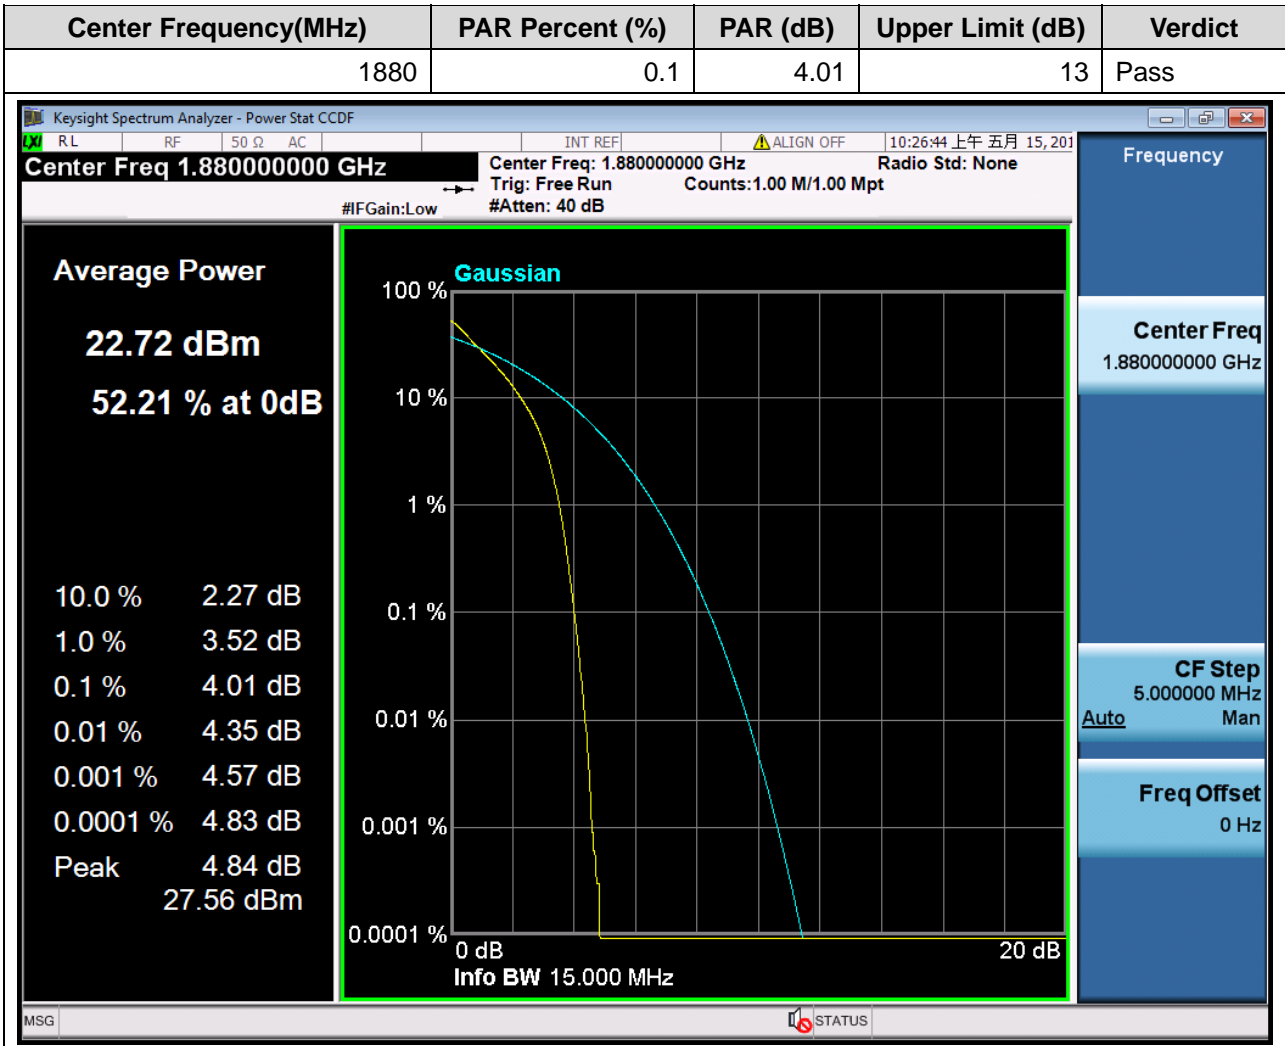 Center Frequency(MHz) PAR Percent (%) PAR (dB) Upper Limit (dB) Verdict
1880 0.1 4.01 13 Pass
Keysight Spectrum Analyzer - Power Stat CCDF
LXI RL RF 50 Ω AC INT REF ⚠ALIGN OFF 10:26:44 上午 五月 15, 201
Center Freq 1.880000000 GHz
Center Freq: 1.880000000 GHz Radio Std: None
Trig: Free Run Counts:1.00 M/1.00 Mpt
#IFGain:Low #Atten: 40 dB
Average Power
22.72 dBm
52.21 % at 0dB
10.0 % 2.27 dB
1.0 % 3.52 dB
0.1 % 4.01 dB
0.01 % 4.35 dB
0.001 % 4.57 dB
0.0001 % 4.83 dB
Peak 4.84 dB
27.56 dBm
Gaussian
100 %
10 %
1 %
0.1 %
0.01 %
0.001 %
0.0001 %
0 dB 20 dB
Info BW 15.000 MHz
Frequency
Center Freq
1.880000000 GHz
CF Step
5.000000 MHz
Auto Man
Freq Offset
0 Hz
MSG STATUS